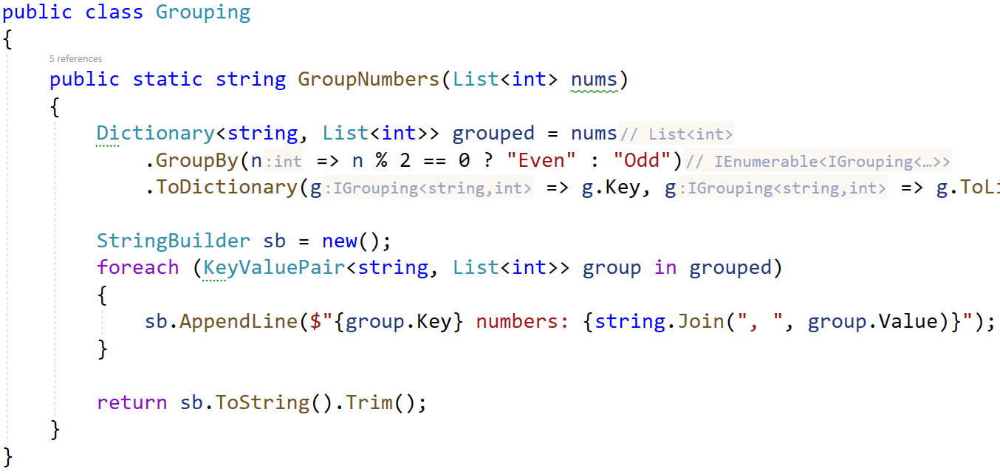 public class Grouping
{
5 references
public static string GroupNumbers(List<int> nums)
{
Dictionary<string, List<int>> grouped = nums// List<int>
.GroupBy(n:int => n % 2 == 0 ? "Even" : "Odd")// IEnumerable<IGrouping<…>>
.ToDictionary(g:IGrouping<string,int> => g.Key, g:IGrouping<string,int> => g.ToLi
StringBuilder sb = new();
foreach (KeyValuePair<string, List<int>> group in grouped)
{
sb.AppendLine($"{group.Key} numbers: {string.Join(", ", group.Value)}");
}
return sb.ToString().Trim();
}
}